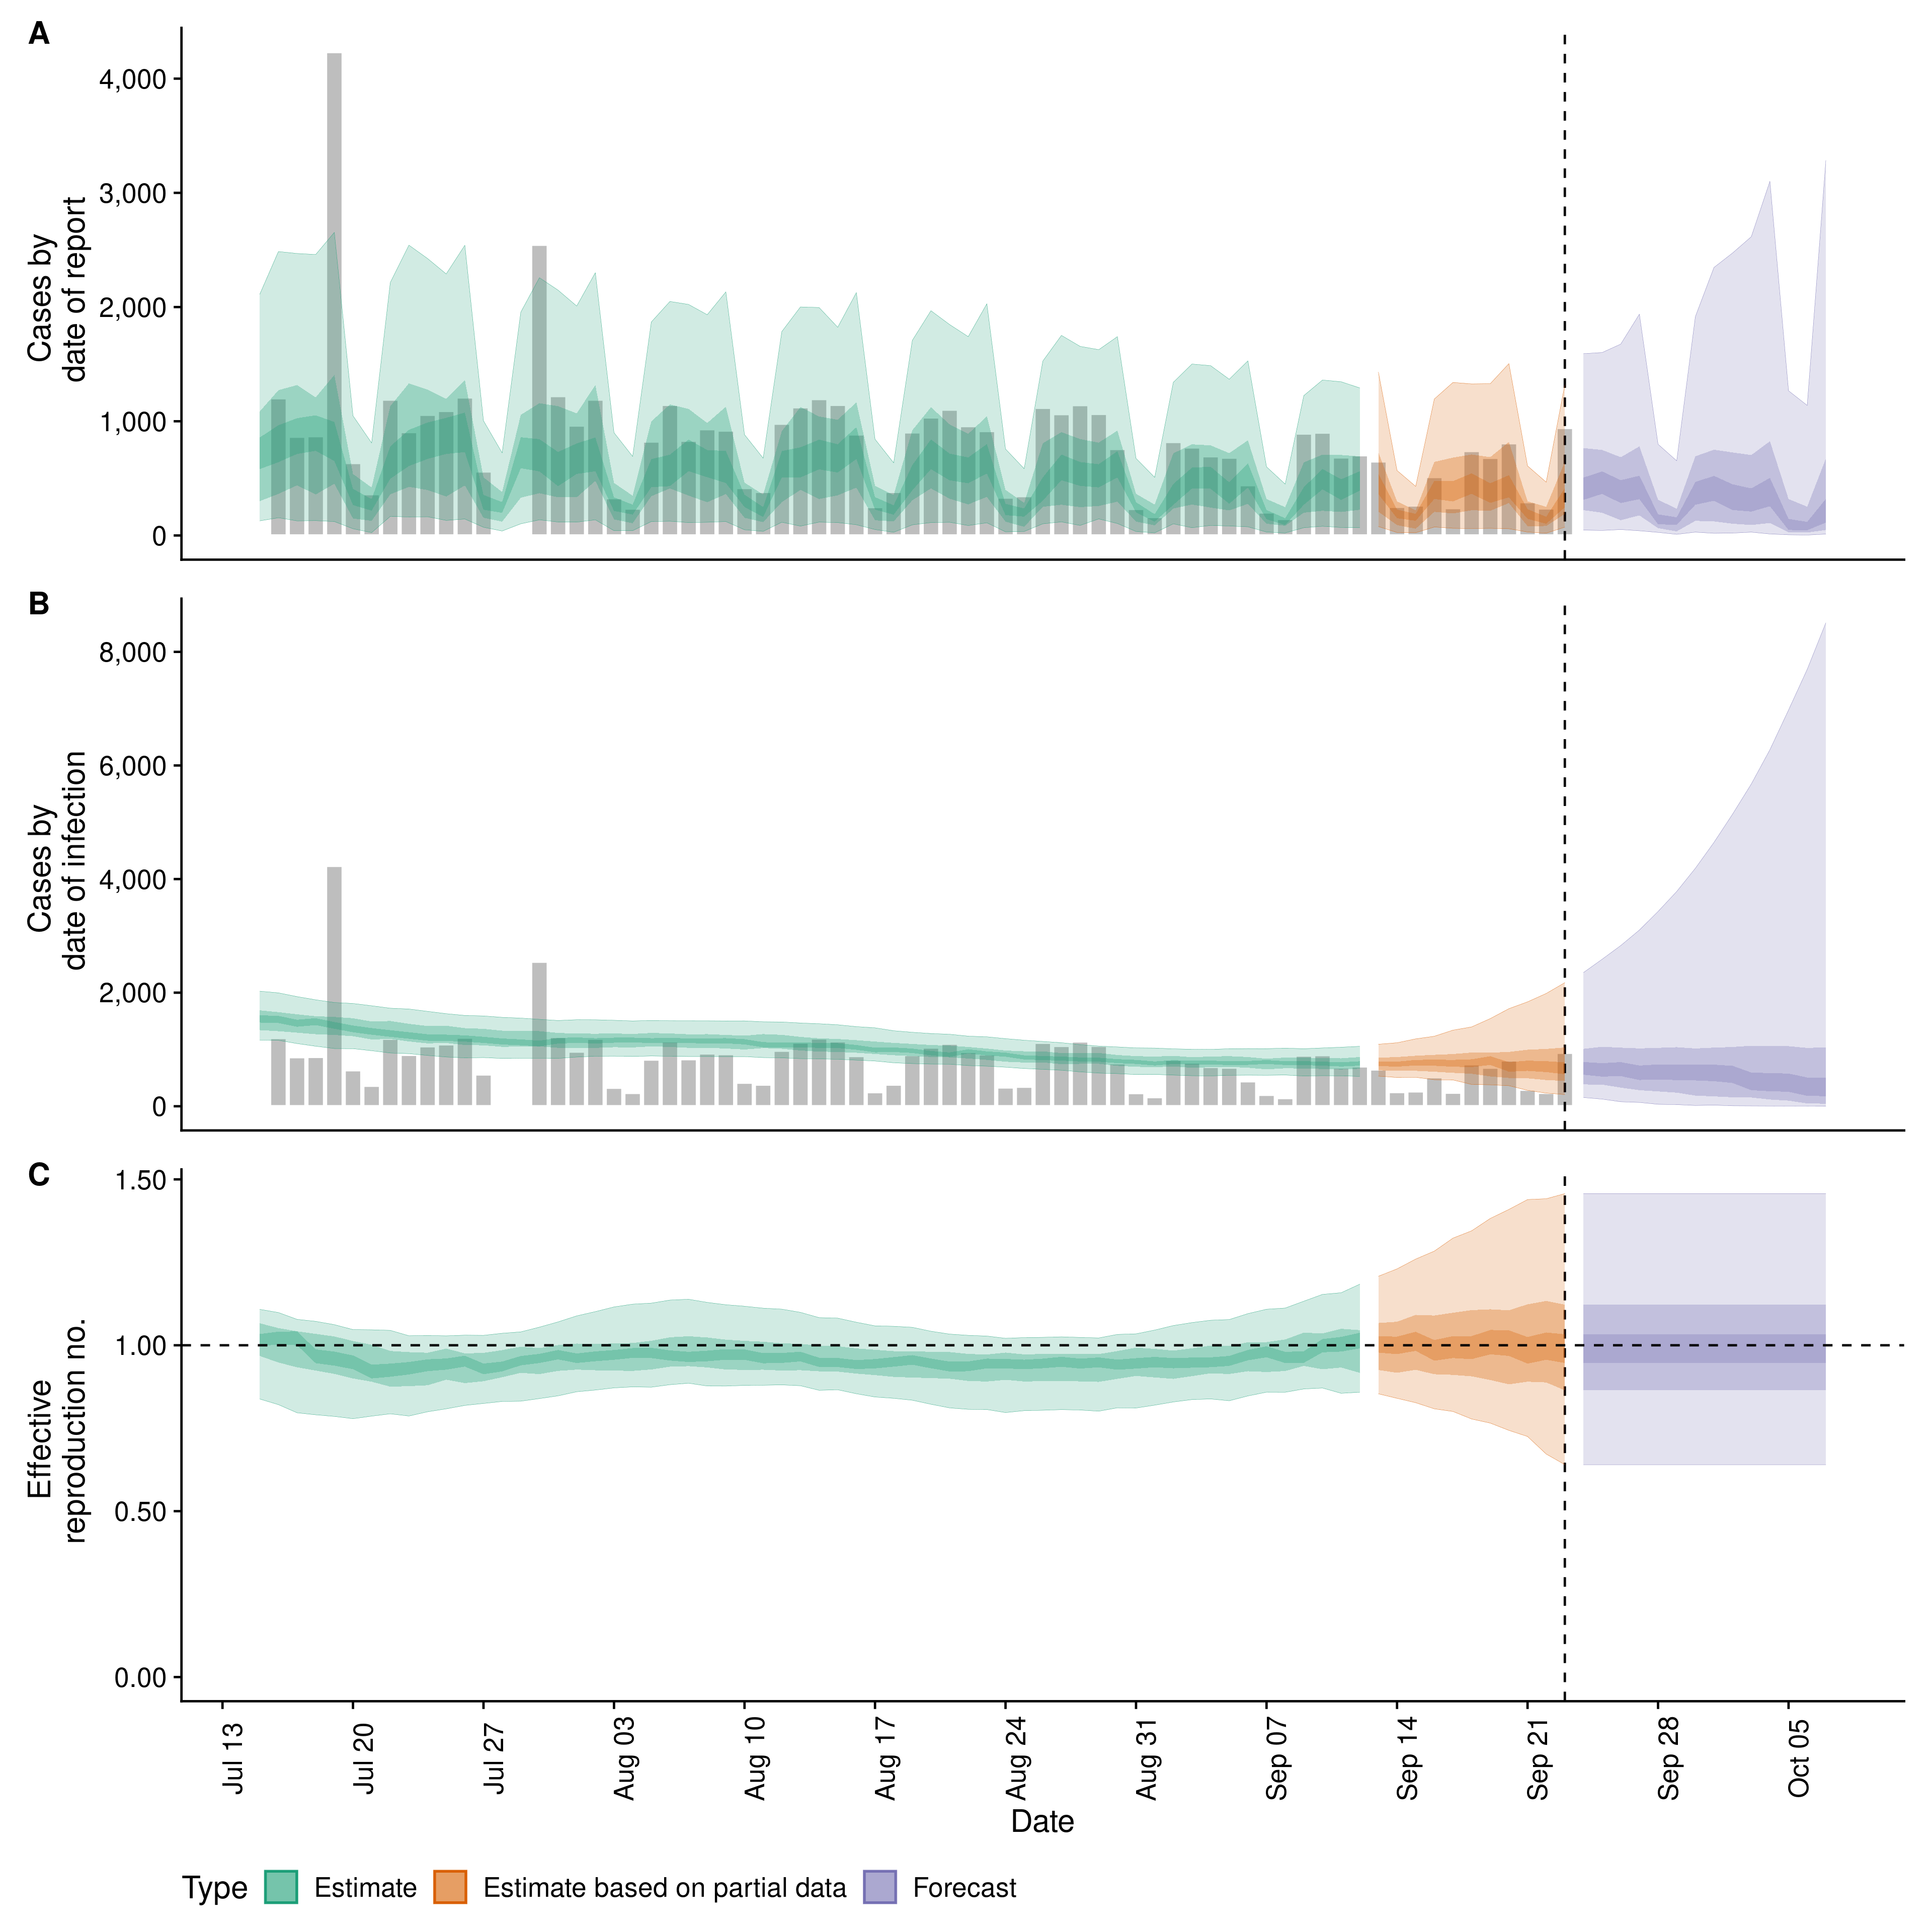 A
Cases by
date of report
4,000
3,000
2,000
1,000
0
B
Cases by
date of infection
8,000
6,000
4,000
2,000
0
C
Effective
reproduction no.
1.50
1.00
0.50
0.00
Jul 13
Jul 20
Jul 27
Aug 03
Aug 10
Aug 17
Aug 24
Aug 31
Sep 07
Sep 14
Sep 21
Sep 28
Oct 05
Date
Type Estimate Estimate based on partial data Forecast